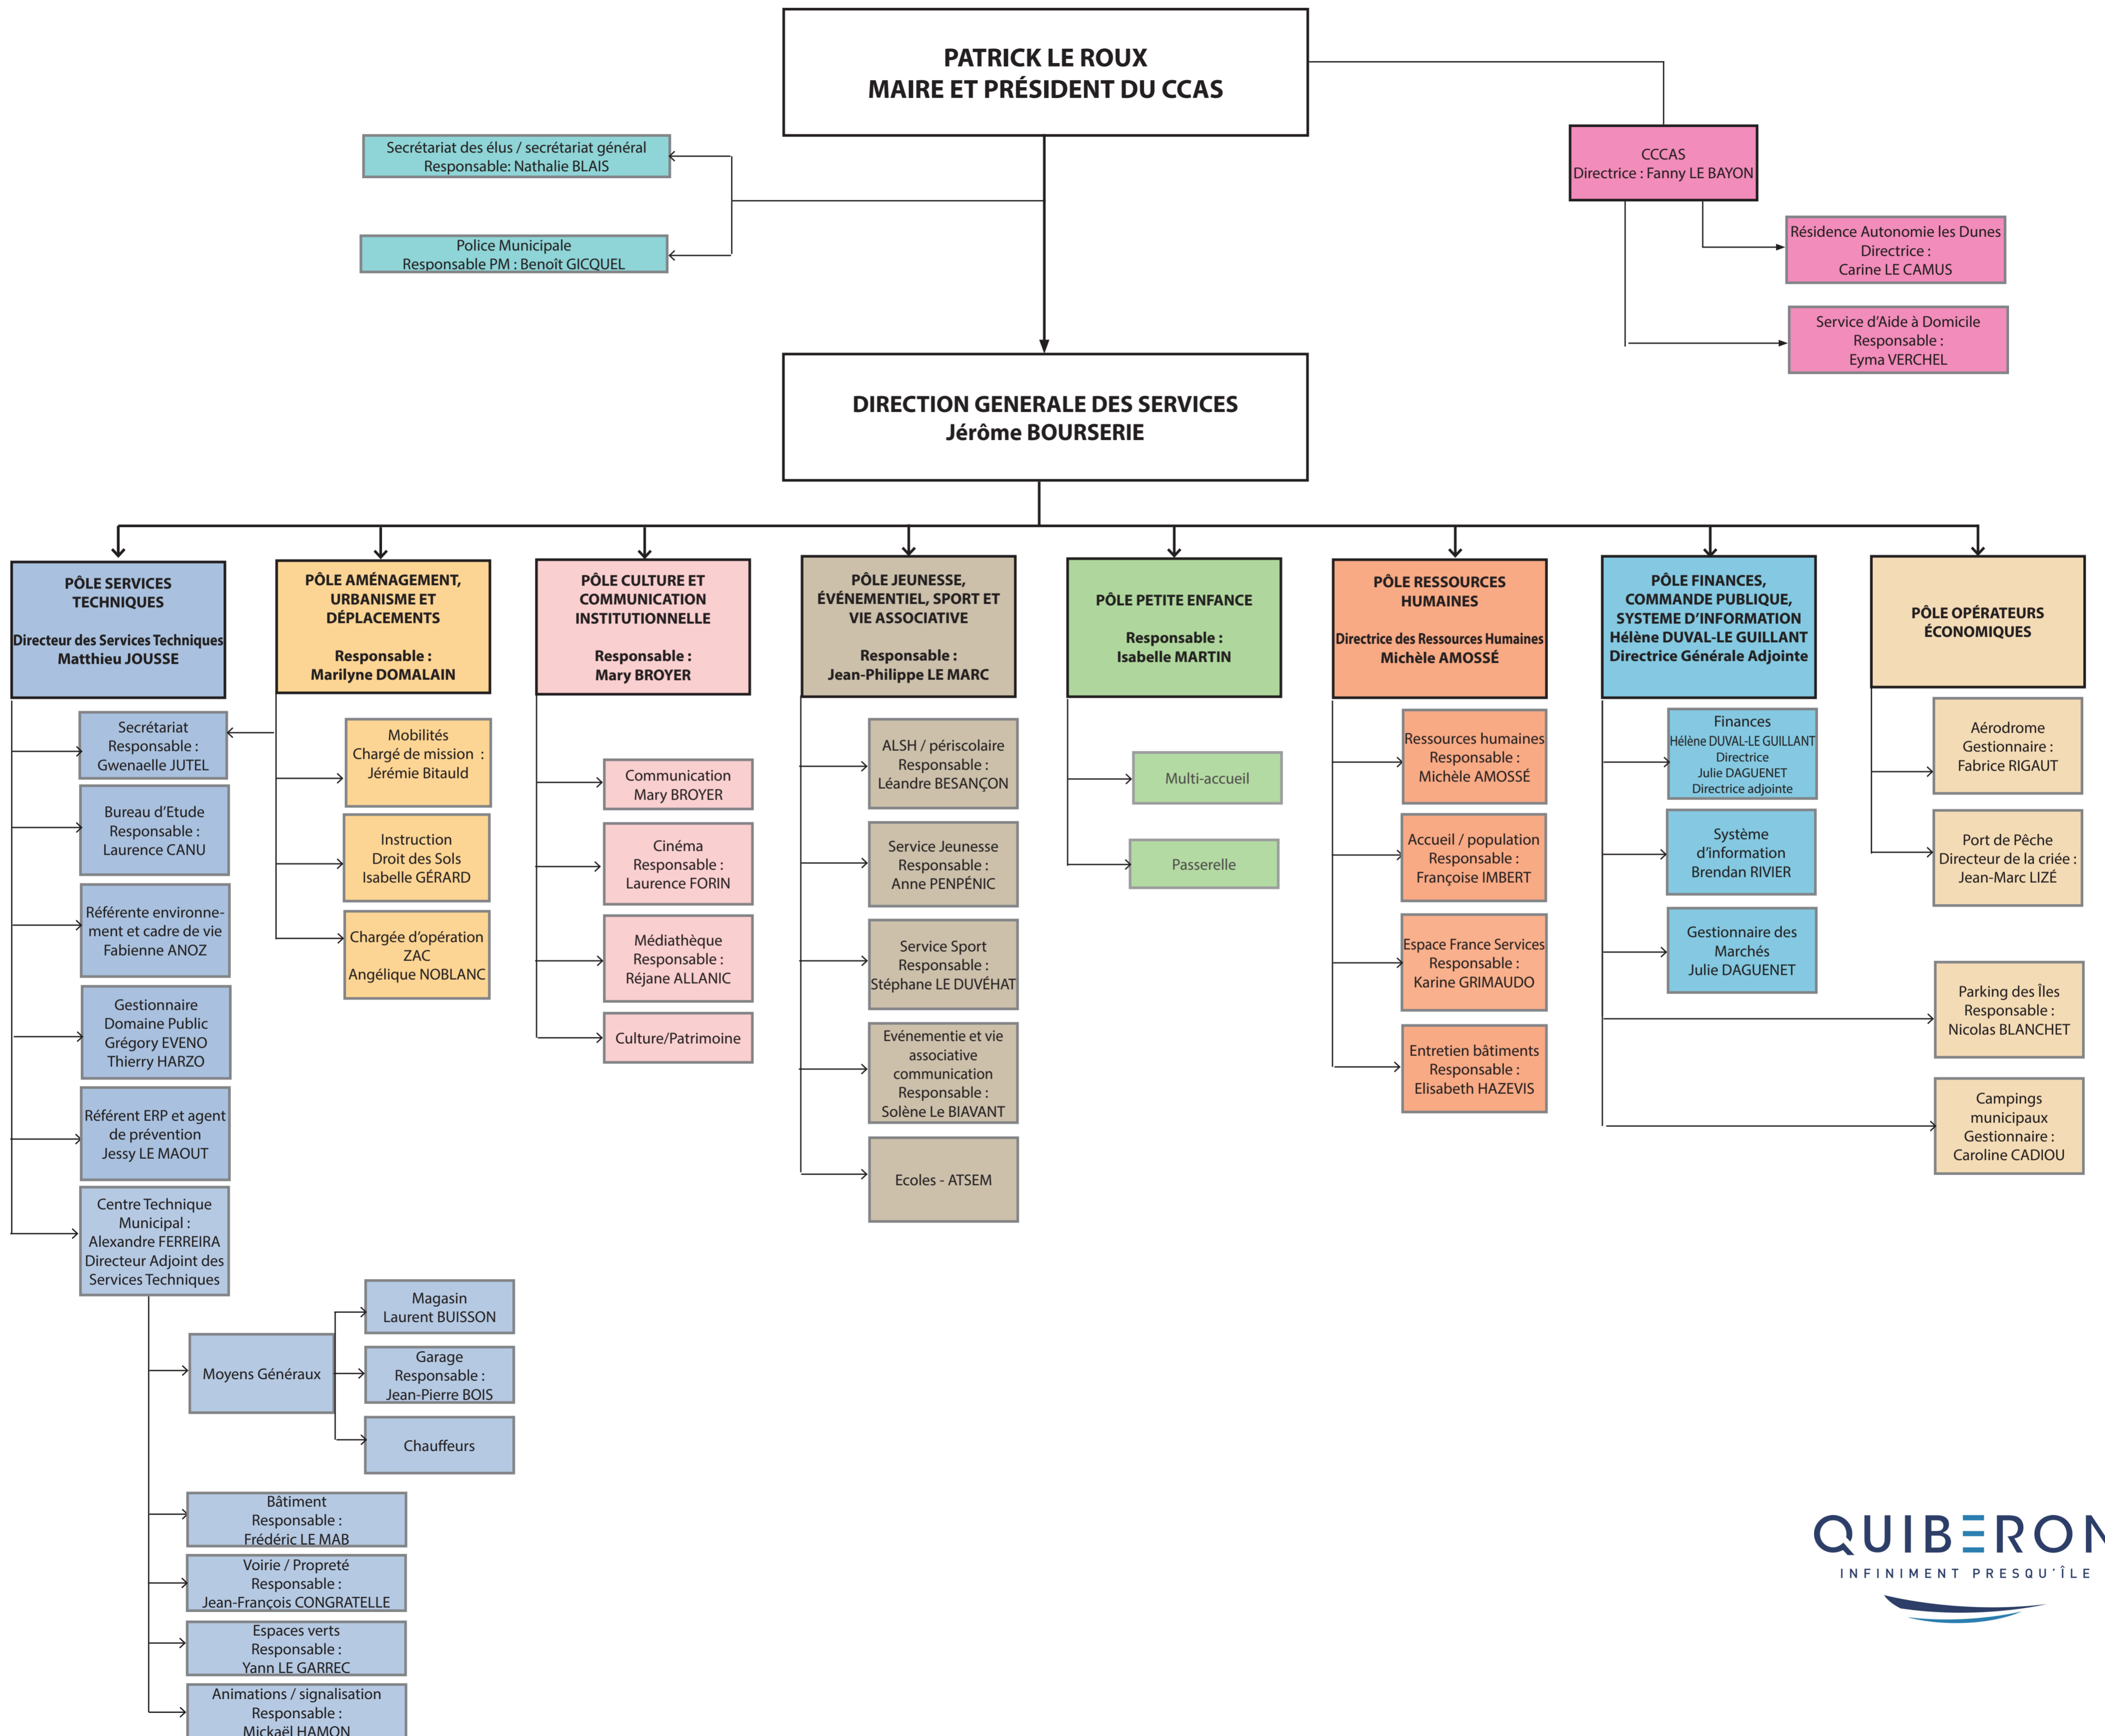 PATRICK LE ROUX
MAIRE ET PRÉSIDENT DU CCAS
Secrétariat des élus / secrétariat général
Responsable: Nathalie BLAIS
Police Municipale
Responsable PM : Benoît GICQUEL
CCCAS
Directrice : Fanny LE BAYON
Résidence Autonomie les Dunes
Directrice :
Carine LE CAMUS
Service d'Aide à Domicile
Responsable :
Eyma VERCHEL
DIRECTION GENERALE DES SERVICES
Jérôme BOURSERIE
PÔLE SERVICES
TECHNIQUES
Directeur des Services Techniques
Matthieu JOUSSE
Secrétariat
Responsable :
Gwenaelle JUTEL
Bureau d'Etude
Responsable :
Laurence CANU
Référente environne-
ment et cadre de vie
Fabienne ANOZ
Gestionnaire
Domaine Public
Grégory EVENO
Thierry HARZO
Référent ERP et agent
de prévention
Jessy LE MAOUT
Centre Technique
Municipal :
Alexandre FERREIRA
Directeur Adjoint des
Services Techniques
Moyens Généraux
Magasin
Laurent BUISSON
Garage
Responsable :
Jean-Pierre BOIS
Chauffeurs
Bâtiment
Responsable :
Frédéric LE MAB
Voirie / Propreté
Responsable :
Jean-François CONGRATELLE
Espaces verts
Responsable :
Yann LE GARREC
Animations / signalisation
Responsable :
Mickaël HAMON
PÔLE AMÉNAGEMENT,
URBANISME ET
DÉPLACEMENTS
Responsable :
Marilyne DOMALAIN
Mobilités
Chargé de mission :
Jérémie Bitauld
Instruction
Droit des Sols
Isabelle GÉRARD
Chargée d'opération
ZAC
Angélique NOBLANC
PÔLE CULTURE ET
COMMUNICATION
INSTITUTIONNELLE
Responsable :
Mary BROYER
Communication
Mary BROYER
Cinéma
Responsable :
Laurence FORIN
Médiathèque
Responsable :
Réjane ALLANIC
Culture/Patrimoine
PÔLE JEUNESSE,
ÉVÉNEMENTIEL, SPORT ET
VIE ASSOCIATIVE
Responsable :
Jean-Philippe LE MARC
ALSH / périscolaire
Responsable :
Léandre BESANÇON
Service Jeunesse
Responsable :
Anne PENPÉNIC
Service Sport
Responsable :
Stéphane LE DUVÉHAT
Evénementie et vie
associative
communication
Responsable :
Solène Le BIAVANT
Ecoles - ATSEM
PÔLE PETITE ENFANCE
Responsable :
Isabelle MARTIN
Multi-accueil
Passerelle
PÔLE RESSOURCES
HUMAINES
Directrice des Ressources Humaines
Michèle AMOSSÉ
Ressources humaines
Responsable :
Michèle AMOSSÉ
Accueil / population
Responsable :
Françoise IMBERT
Espace France Services
Responsable :
Karine GRIMAUDO
Entretien bâtiments
Responsable :
Elisabeth HAZEVIS
PÔLE FINANCES,
COMMANDE PUBLIQUE,
SYSTEME D'INFORMATION
Hélène DUVAL-LE GUILLANT
Directrice Générale Adjointe
Finances
Hélène DUVAL-LE GUILLANT
Directrice
Julie DAGUENET
Directrice adjointe
Système
d'information
Brendan RIVIER
Gestionnaire des
Marchés
Julie DAGUENET
PÔLE OPÉRATEURS
ÉCONOMIQUES
Aérodrome
Gestionnaire :
Fabrice RIGAUT
Port de Pêche
Directeur de la criée :
Jean-Marc LIZÉ
Parking des Îles
Responsable :
Nicolas BLANCHET
Campings
municipaux
Gestionnaire :
Caroline CADIOU
QUIBERON
INFINIMENT PRESQU'ÎLE